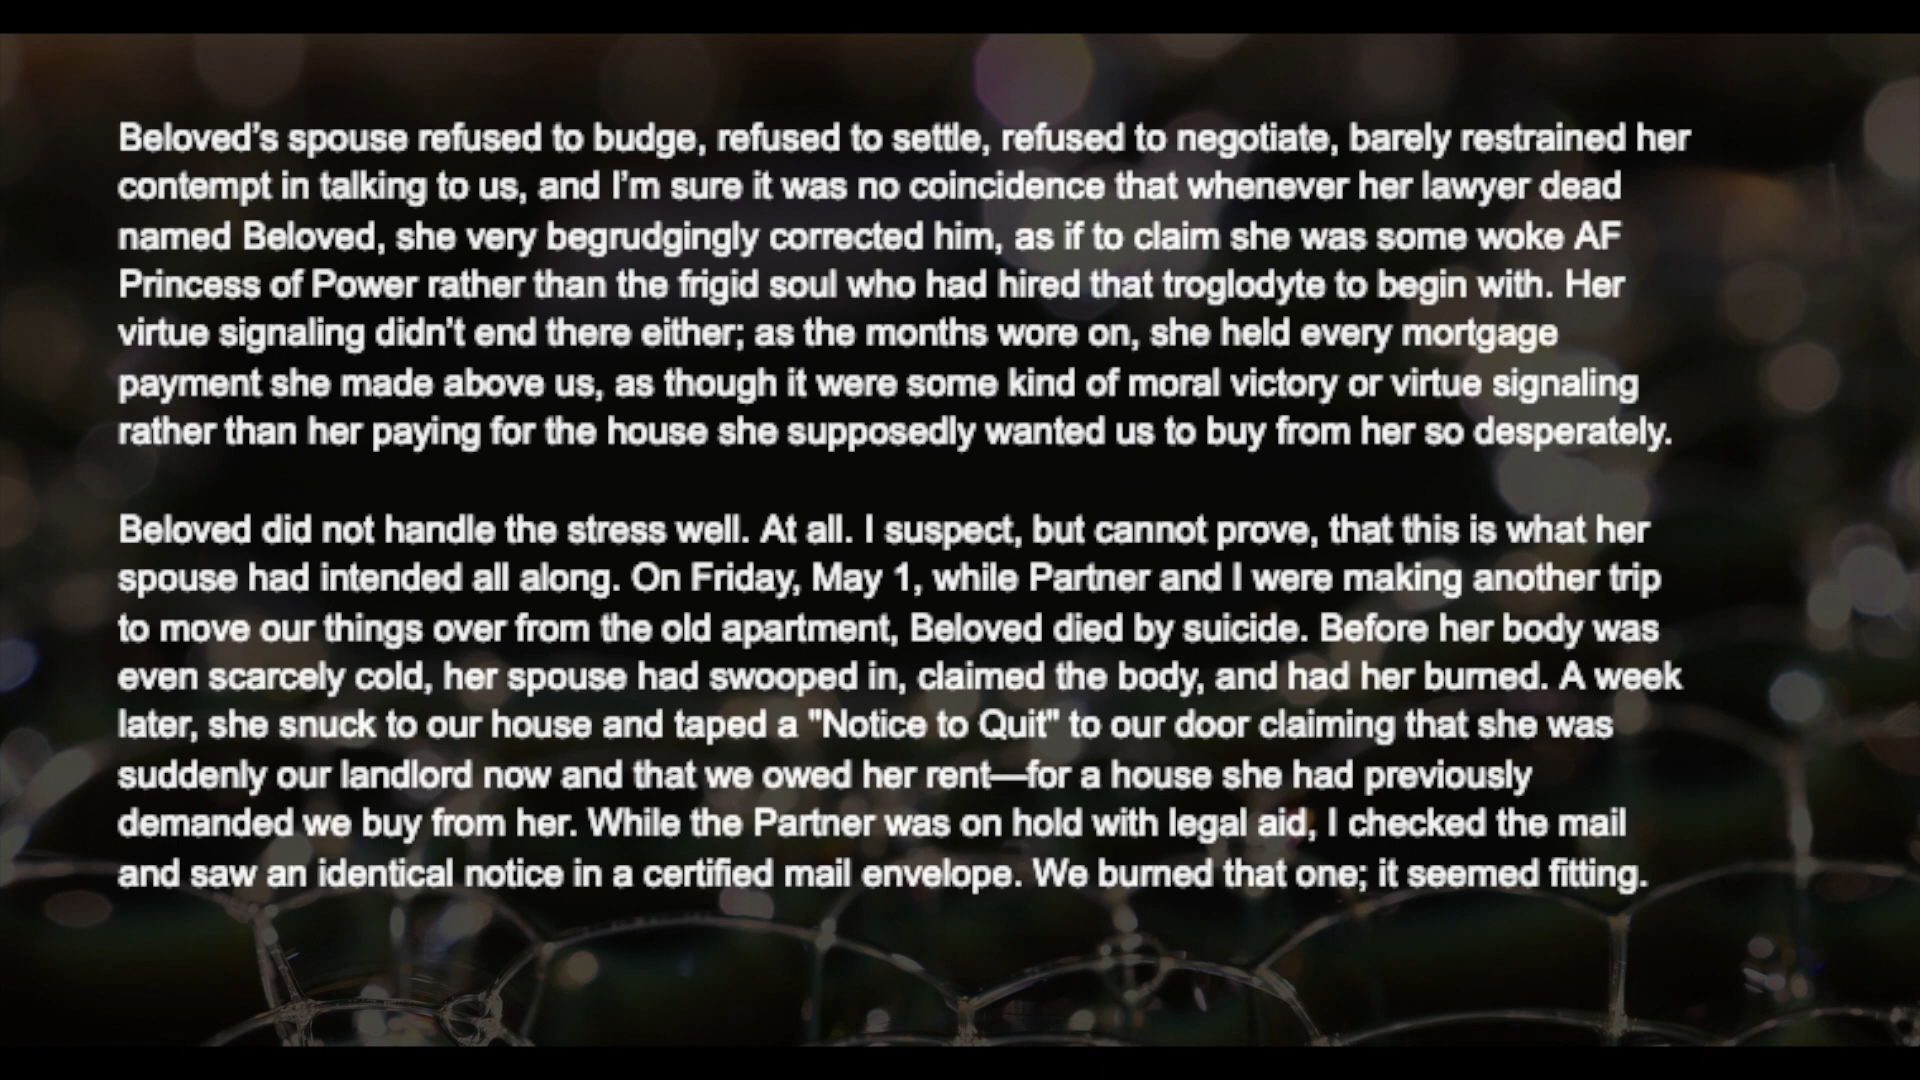 Beloved’s spouse refused to budge, refused to settle, refused to negotiate, barely restrained her
contempt in talking to us, and I’m sure it was no coincidence that whenever her lawyer dead
named Beloved, she very begrudgingly corrected him, as if to claim she was some woke AF
Princess of Power rather than the frigid soul who had hired that troglodyte to begin with. Her
virtue signaling didn’t end there either; as the months wore on, she held every mortgage
payment she made above us, as though it were some kind of moral victory or virtue signaling
rather than her paying for the house she supposedly wanted us to buy from her so desperately.
Beloved did not handle the stress well. At all. I suspect, but cannot prove, that this is what her
spouse had intended all along. On Friday, May 1, while Partner and I were making another trip
to move our things over from the old apartment, Beloved died by suicide. Before her body was
even scarcely cold, her spouse had swooped in, claimed the body, and had her burned. A week
later, she snuck to our house and taped a "Notice to Quit" to our door claiming that she was
suddenly our landlord now and that we owed her rent—for a house she had previously
demanded we buy from her. While the Partner was on hold with legal aid, I checked the mail
and saw an identical notice in a certified mail envelope. We burned that one; it seemed fitting.